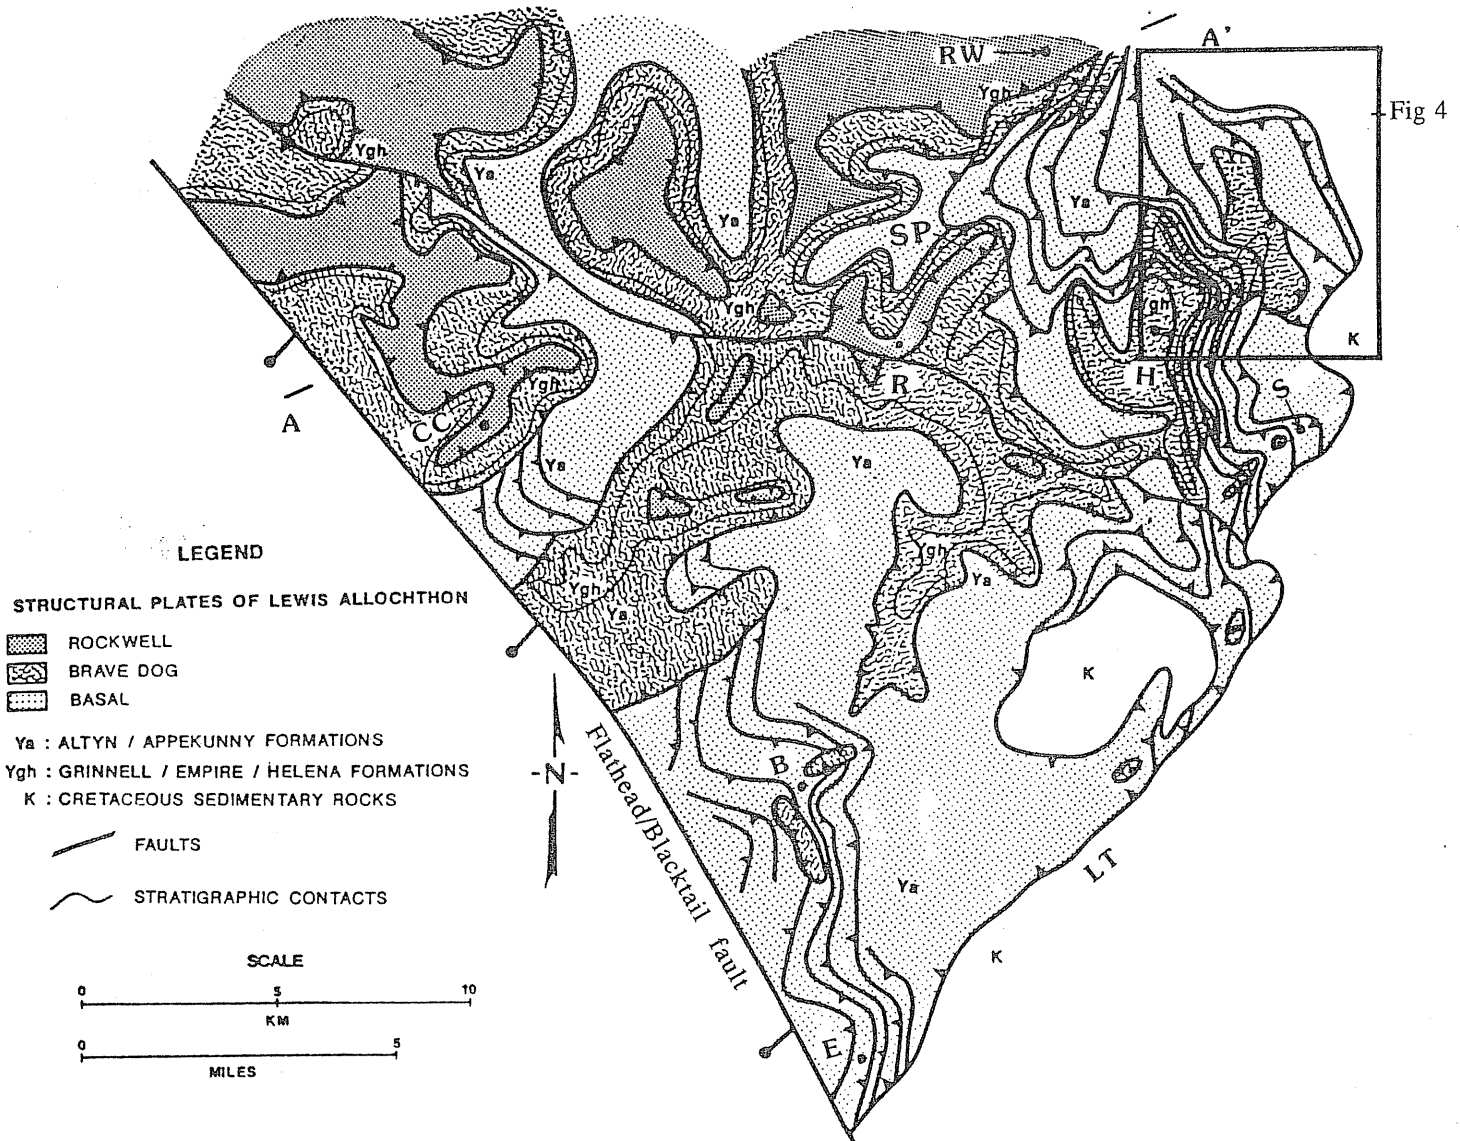 A'
RW
Ygh
Fig 4
Ygh
Ya
Ya
Ya
SP
Ygh
Ygh
K
R
H
S
Ygh
A
CC
Ya
Ya
Ygh
Ya
Ygh
Ya
K
B
Ya
LT
K
E
Flathead/Blacktail fault
-N-
LEGEND
STRUCTURAL PLATES OF LEWIS ALLOCHTHON
ROCKWELL
BRAVE DOG
BASAL
Ya : ALTYN / APPEKUNNY FORMATIONS
Ygh : GRINNELL / EMPIRE / HELENA FORMATIONS
K : CRETACEOUS SEDIMENTARY ROCKS
FAULTS
STRATIGRAPHIC CONTACTS
SCALE
0 5 10
KM
0 5
MILES